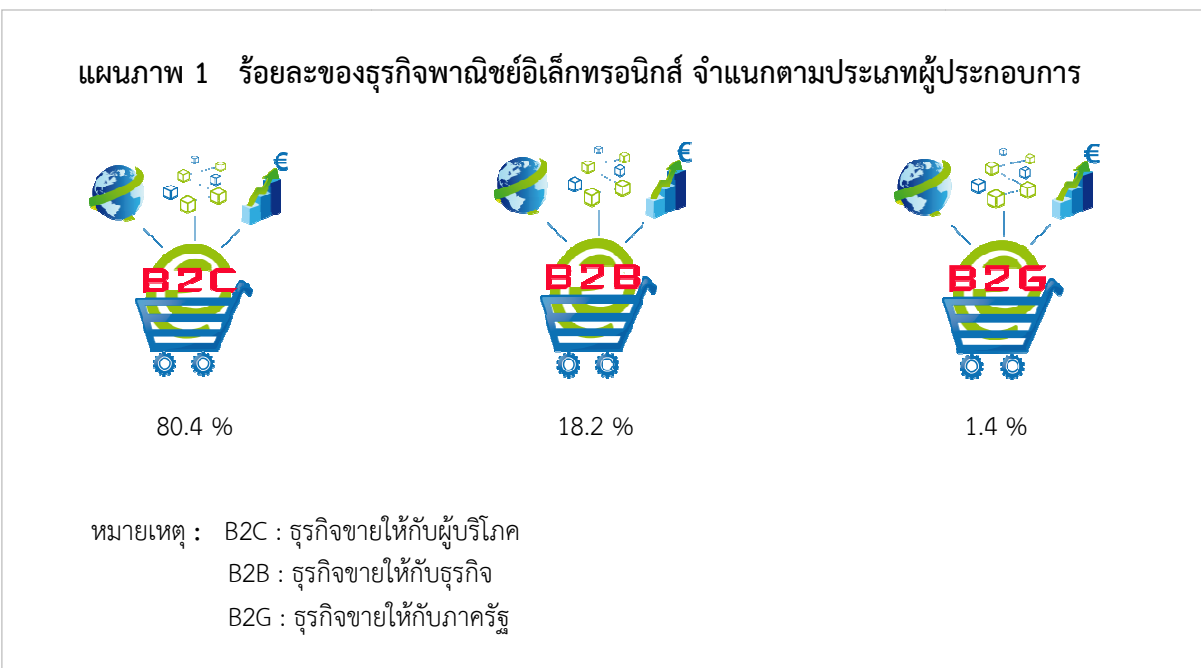 แผนภาพ 1 ร้อยละของธุรกิจพาณิชย์อิเล็กทรอนิกส์ จำแนกตามประเภทผู้ประกอบการ
€ € €
B2C B2B B2G
80.4 % 18.2 % 1.4 %
หมายเหตุ : B2C : ธุรกิจขายให้กับผู้บริโภค
B2B : ธุรกิจขายให้กับธุรกิจ
B2G : ธุรกิจขายให้กับภาครัฐ